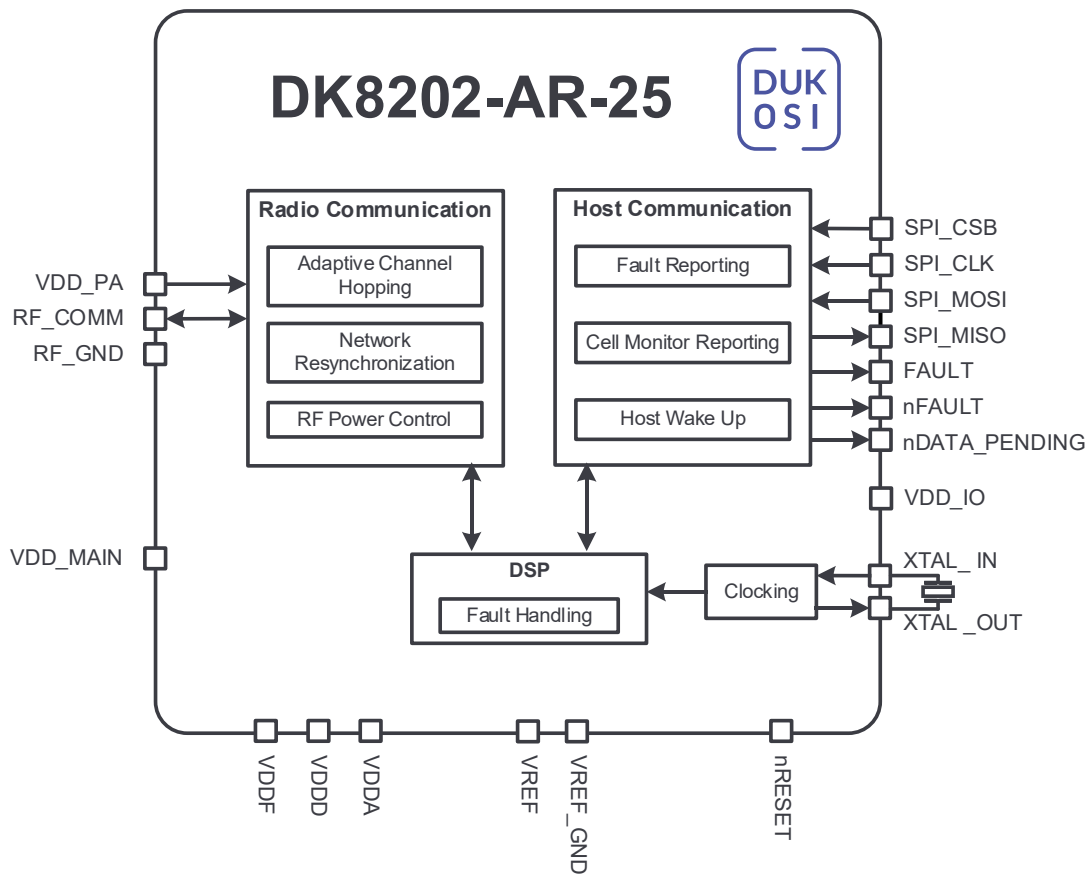 DK8202-AR-25
DUK
OSI
Radio Communication
Adaptive Channel
Hopping
Network
Resynchronization
RF Power Control
Host Communication
Fault Reporting
Cell Monitor Reporting
Host Wake Up
VDD_PA
RF_COMM
RF_GND
VDD_MAIN
SPI_CSB
SPI_CLK
SPI_MOSI
SPI_MISO
FAULT
nFAULT
nDATA_PENDING
VDD_IO
XTAL_ IN
XTAL _OUT
DSP
Fault Handling
Clocking
VDDF
VDDD
VDDA
VREF
VREF_GND
nRESET